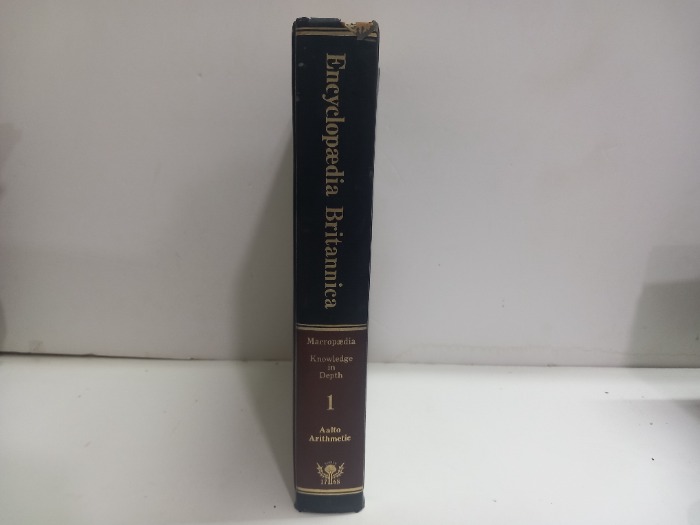 Encyclopædia Britannica
Macropædia
Knowledge
in
Depth
1
Aalto
Arithmetic